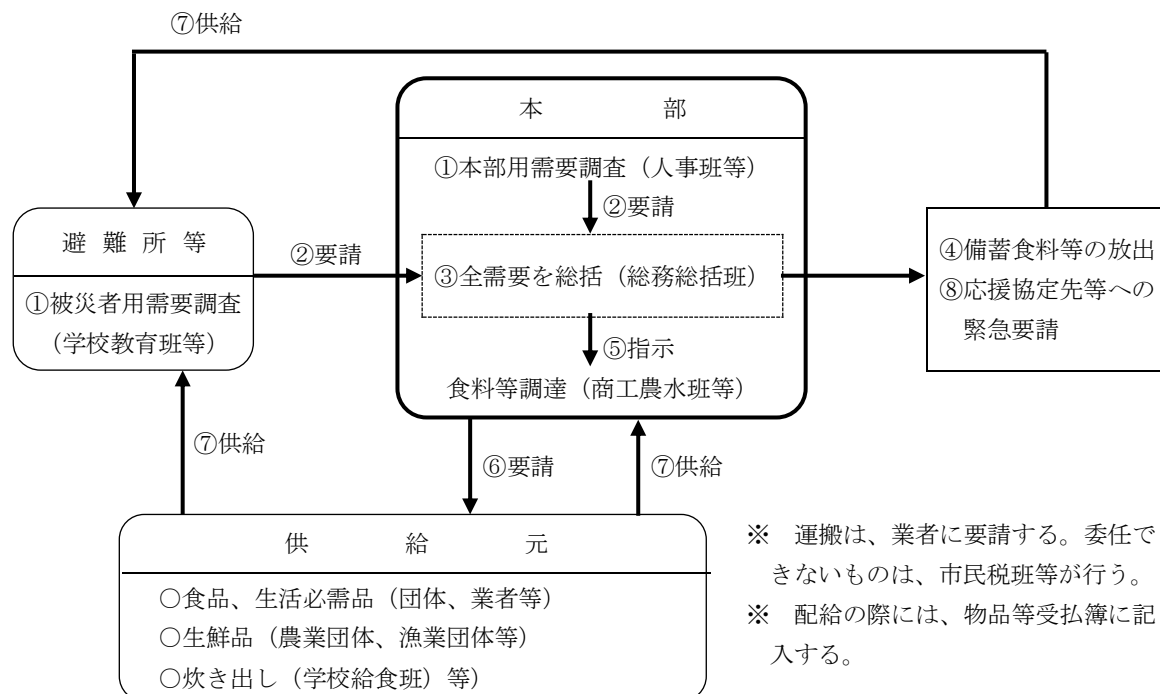 ⑦供給
本　　　　部
①本部用需要調査（人事班等）
②要請
避 難 所 等
①被災者用需要調査
（学校教育班等）
②要請
③全需要を総括（総務総括班）
④備蓄食料等の放出
⑧応援協定先等への
緊急要請
⑤指示
食料等調達（商工農水班等）
⑦供給
⑥要請
⑦供給
供　　給　　元
○食品、生活必需品（団体、業者等）
○生鮮品（農業団体、漁業団体等）
○炊き出し（学校給食班）等）
※　運搬は、業者に要請する。委任で
きないものは、市民税班等が行う。
※　配給の際には、物品等受払簿に記
入する。